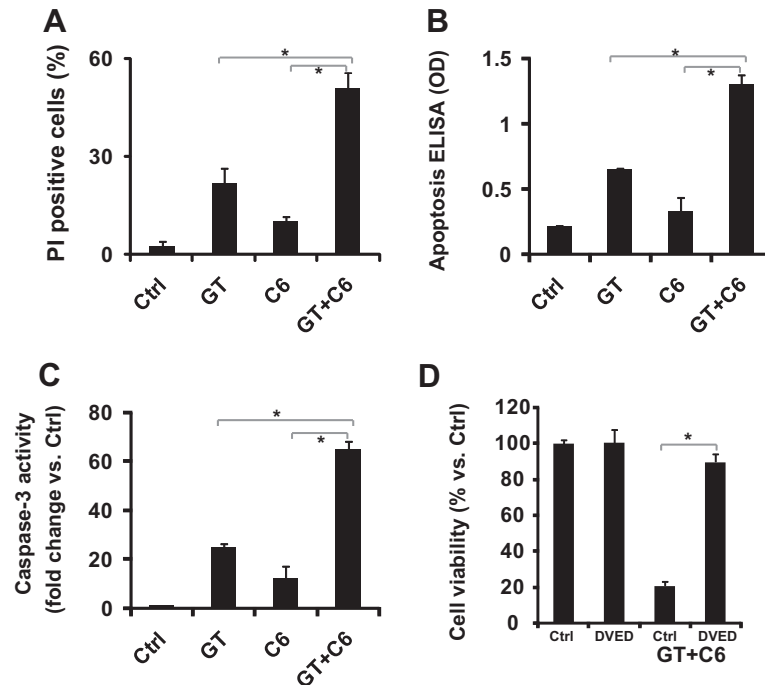 A
PI positive cells (%)
60
30
0
*
*
Ctrl
GT
C6
GT+C6
B
Apoptosis ELISA (OD)
1.5
1
0.5
0
*
*
Ctrl
GT
C6
GT+C6
C
Caspase-3 activity
(fold change vs. Ctrl)
80
60
40
20
0
*
*
Ctrl
GT
C6
GT+C6
D
Cell viability (% vs. Ctrl)
120
100
80
60
40
20
0
*
Ctrl DVED Ctrl DVED
GT+C6